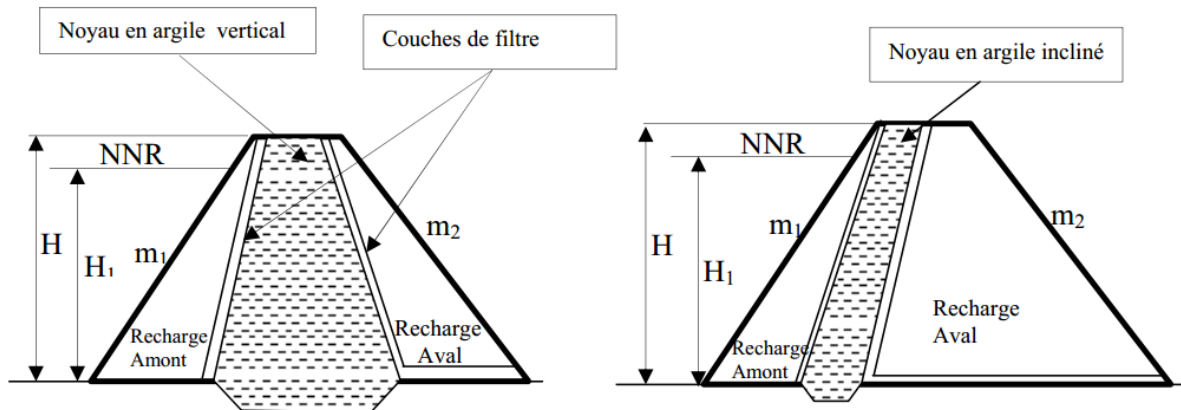 Noyau en argile vertical
Couches de filtre
NNR
H
H1
m1
m2
Recharge
Amont
Recharge
Aval
Noyau en argile incliné
NNR
H
H1
m1
m2
Recharge
Amont
Recharge
Aval